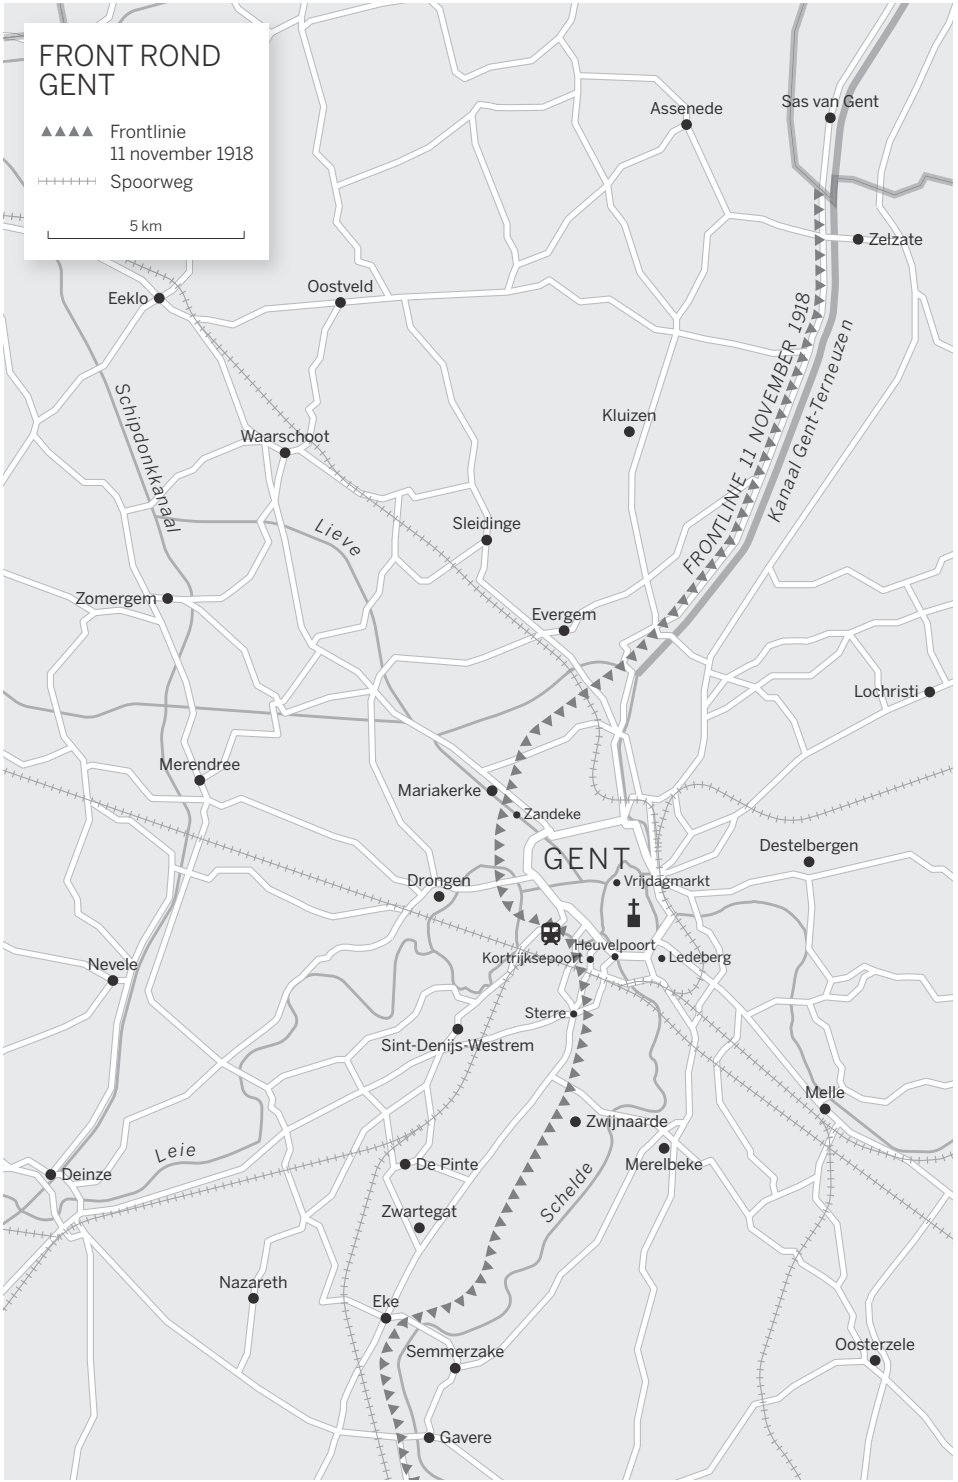 FRONT ROND
GENT
Frontlinie
11 november 1918
Spoorweg
5 km
Assenede
Sas van Gent
Zelzate
Eeklo
Oostveld
FRONTLINIE 11 NOVEMBER 1918
Kanaal Gent-Terneuzen
Schipdonkkanaal
Kluizen
Waarschoot
Lieve
Sleidinge
Zomergem
Evergem
Lochristi
Merendree
Mariakerke
Zandeke
GENT
Destelbergen
Drongen
Vrijdagmarkt
Heuvelpoort
Kortrijksepoort
Ledeberg
Nevele
Sterre
Sint-Denijs-Westrem
Melle
Zwijnaarde
Leie
Deinze
De Pinte
Merelbeke
Schelde
Zwartegat
Nazareth
Eke
Semmerzake
Oosterzele
Gavere